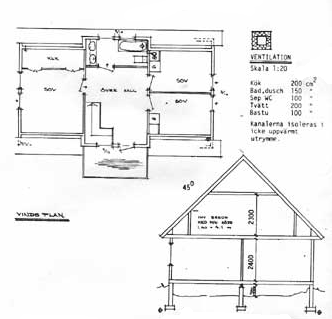 KLK
SOV
ÖVRE HALL
SOV
SOV
VINDS PLAN.
VENTILATION
Skala 1:20
Kök 200 cm²
Bad,dusch 150 "
Sep WC 100 "
Tvätt 200 "
Bastu 100 "
Kanalerna isoleras i
icke uppvärmt
utrymme.
45°
2300
2400